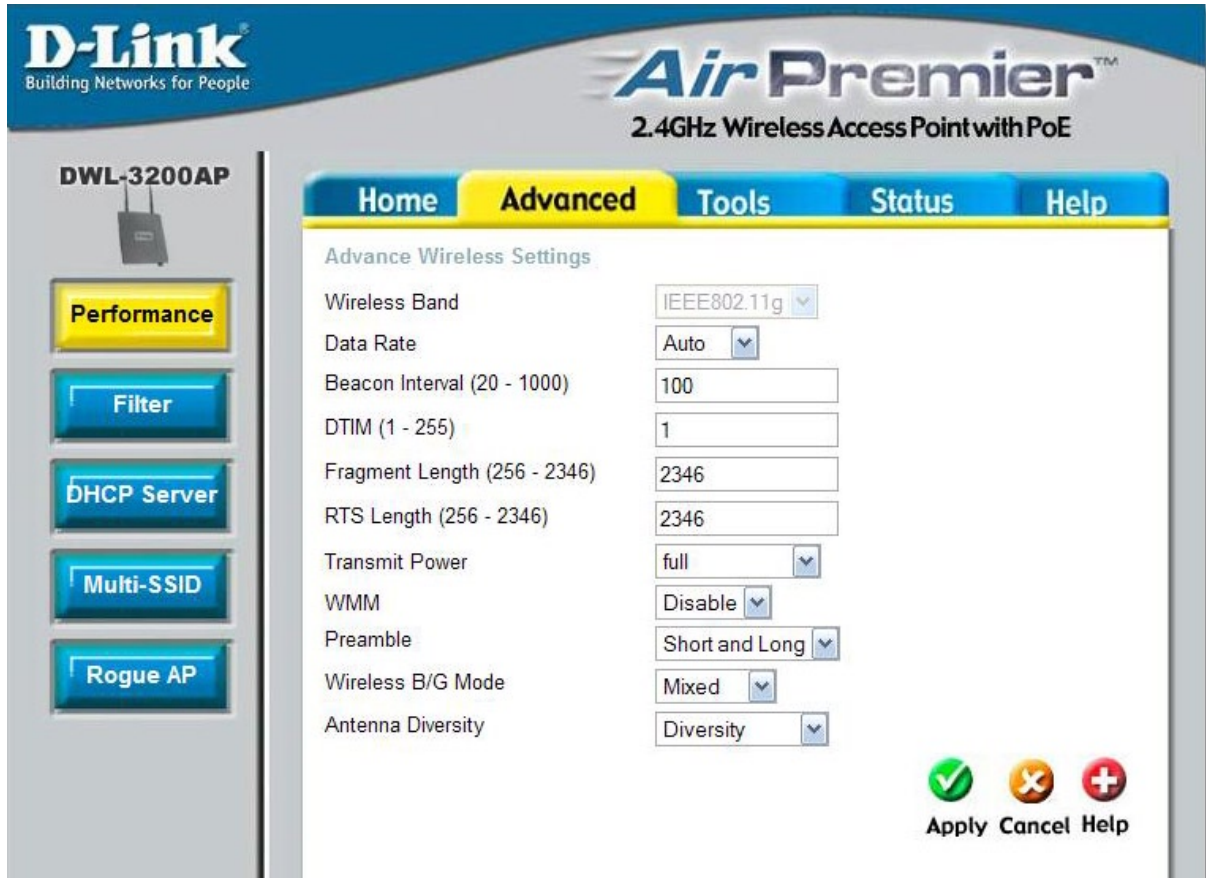 D-Link
Building Networks for People
Air Premier™
2.4GHz Wireless Access Point with PoE
DWL-3200AP
Home Advanced Tools Status Help
Performance
Filter
DHCP Server
Multi-SSID
Rogue AP
Advance Wireless Settings
Wireless Band IEEE802.11g
Data Rate Auto
Beacon Interval (20 - 1000) 100
DTIM (1 - 255) 1
Fragment Length (256 - 2346) 2346
RTS Length (256 - 2346) 2346
Transmit Power full
WMM Disable
Preamble Short and Long
Wireless B/G Mode Mixed
Antenna Diversity Diversity
Apply Cancel Help